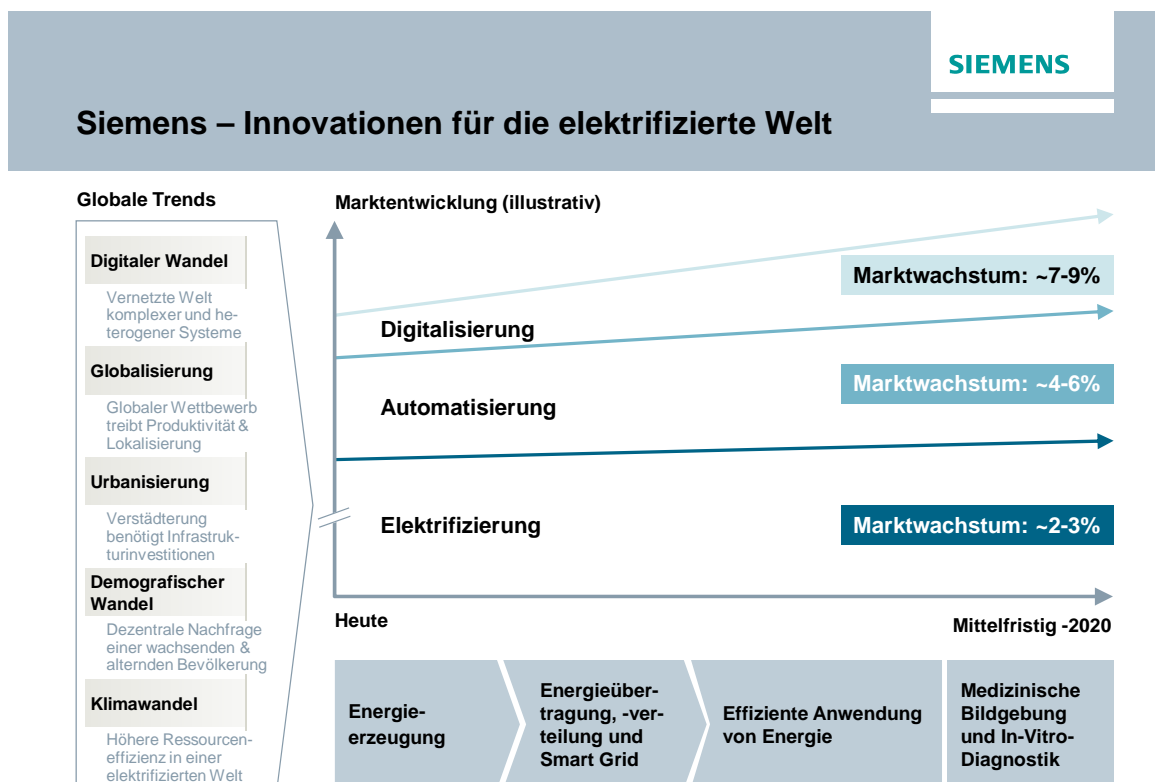 SIEMENS
Siemens – Innovationen für die elektrifizierte Welt
Globale Trends
Digitaler Wandel
Vernetzte Welt
komplexer und he-
terogener Systeme
Globalisierung
Globaler Wettbewerb
treibt Produktivität &
Lokalisierung
Urbanisierung
Verstädterung
benötigt Infrastruk-
turinvestitionen
Demografischer
Wandel
Dezentrale Nachfrage
einer wachsenden &
alternden Bevölkerung
Klimawandel
Höhere Ressourcen-
effizienz in einer
elektrifizierten Welt
Marktentwicklung (illustrativ)
Marktwachstum: ~7-9%
Digitalisierung
Marktwachstum: ~4-6%
Automatisierung
Elektrifizierung
Marktwachstum: ~2-3%
Heute
Mittelfristig -2020
Energie-
erzeugung
Energieüber-
tragung, -ver-
teilung und
Smart Grid
Effiziente Anwendung
von Energie
Medizinische
Bildgebung
und In-Vitro-
Diagnostik